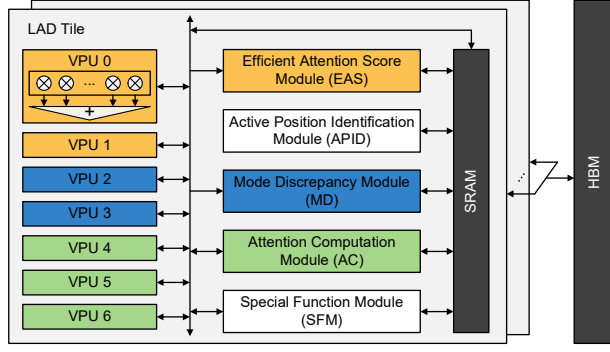 LAD Tile
VPU 0
...
+
VPU 1
VPU 2
VPU 3
VPU 4
VPU 5
VPU 6
Efficient Attention Score
Module (EAS)
Active Position Identification
Module (APID)
Mode Discrepancy Module
(MD)
Attention Computation
Module (AC)
Special Function Module
(SFM)
SRAM
...
HBM